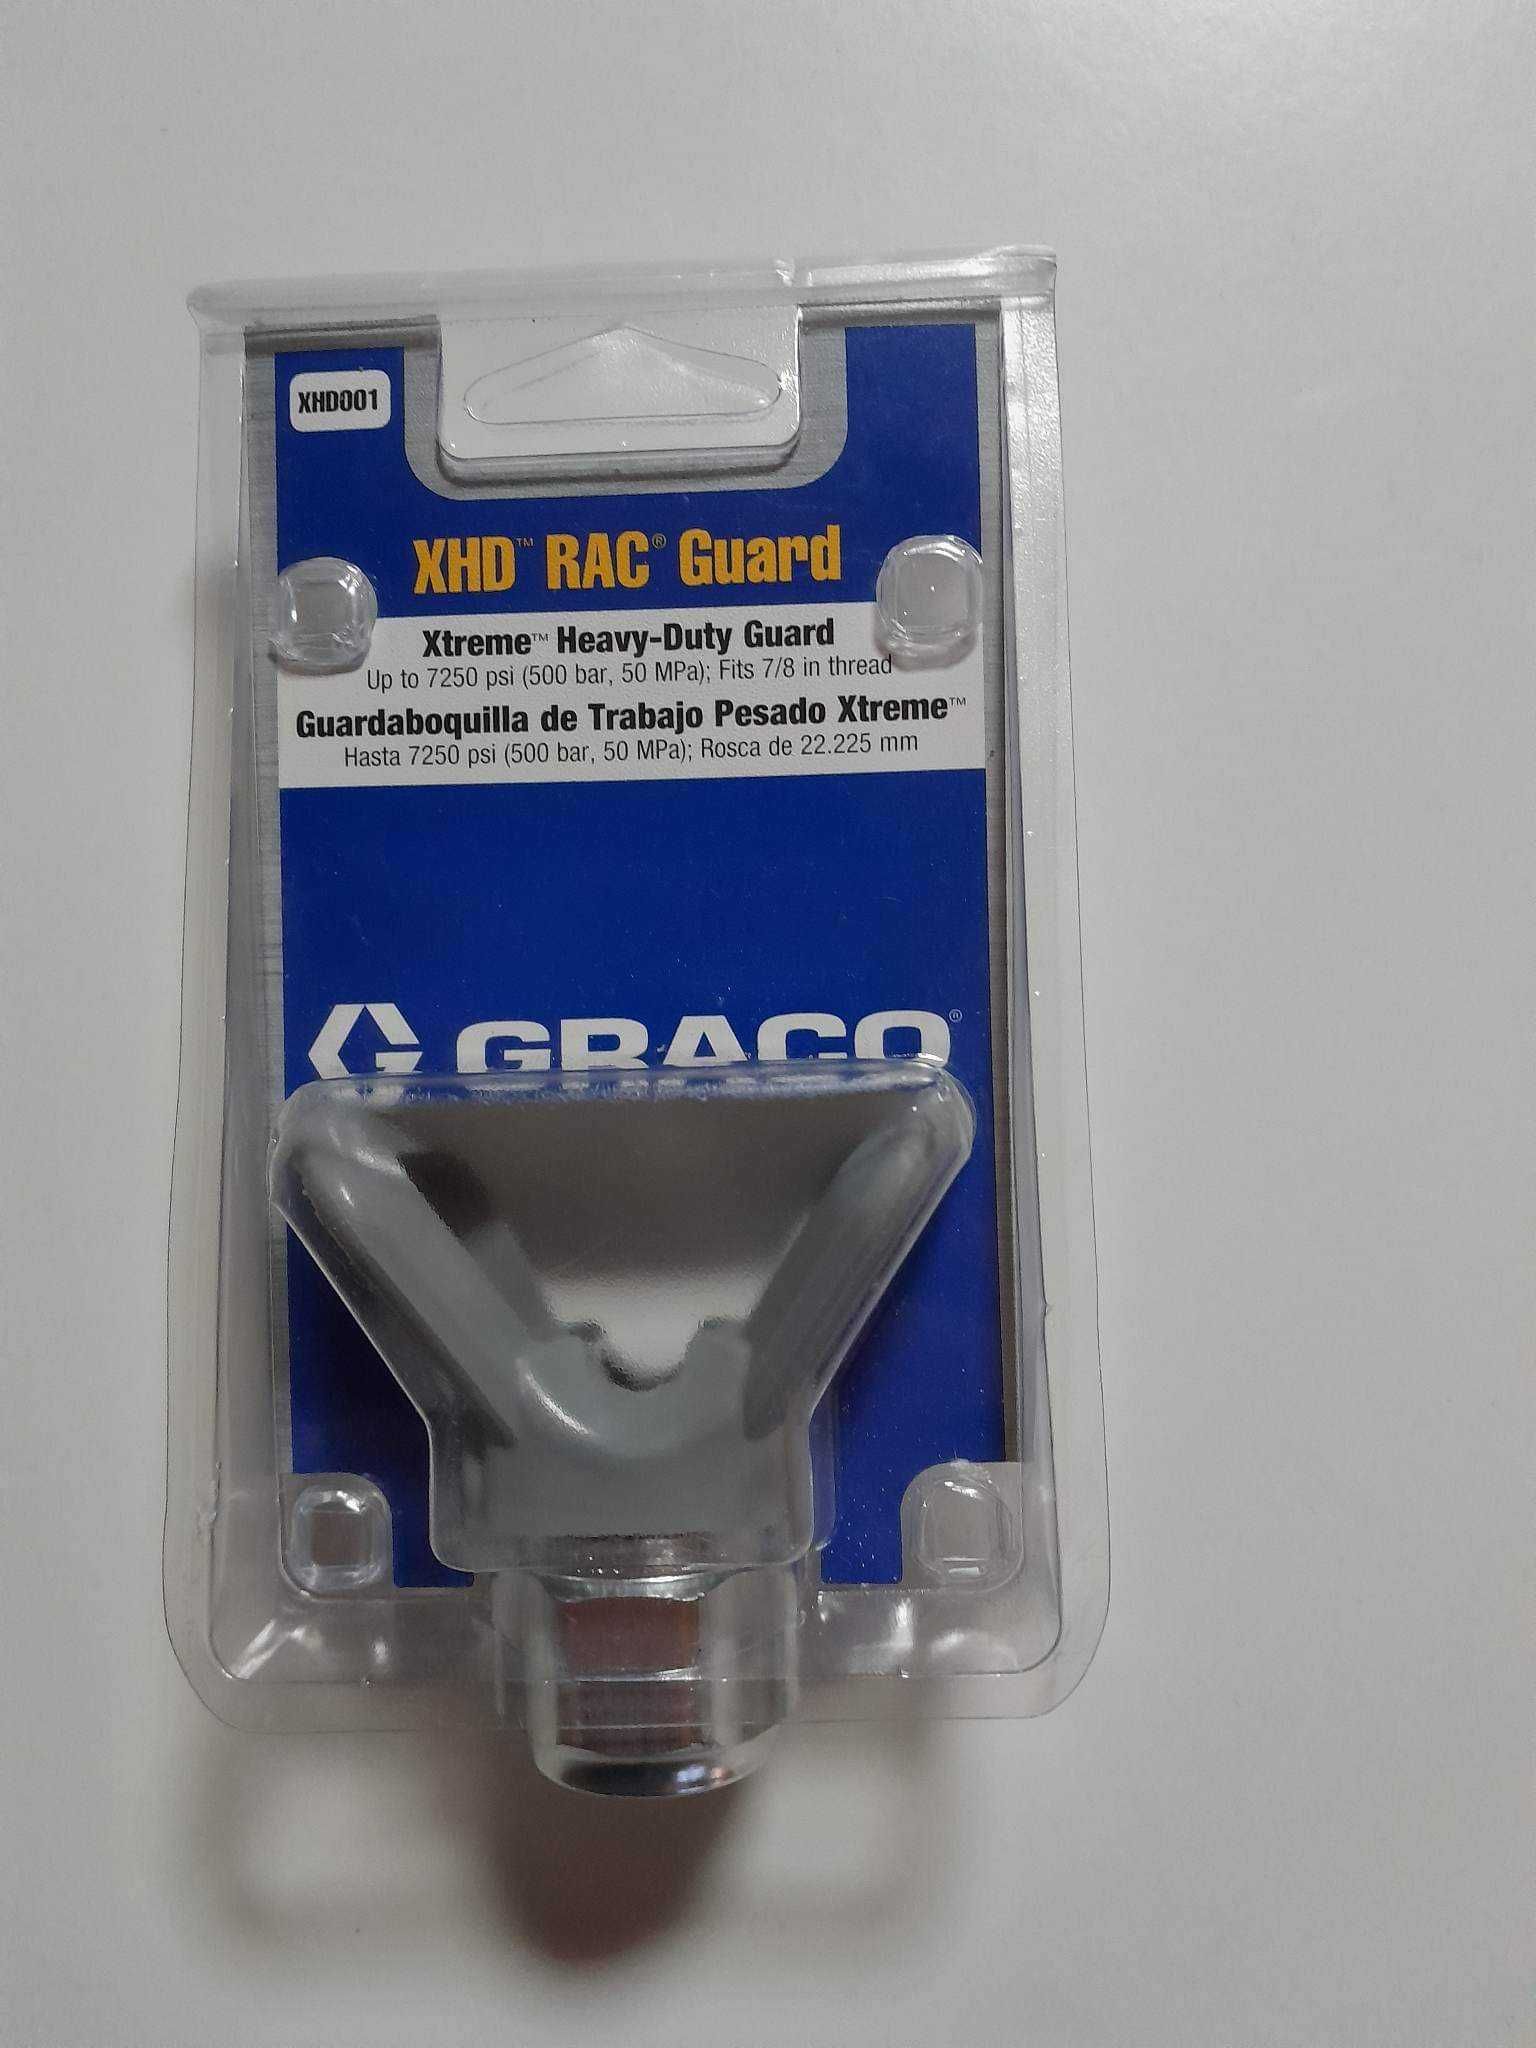 XHD001
XHD™ RAC® Guard
Xtreme™ Heavy-Duty Guard
Up to 7250 psi (500 bar, 50 MPa); Fits 7/8 in thread
Guardaboquilla de Trabajo Pesado Xtreme™
Hasta 7250 psi (500 bar, 50 MPa); Rosca de 22.225 mm
GRACO®